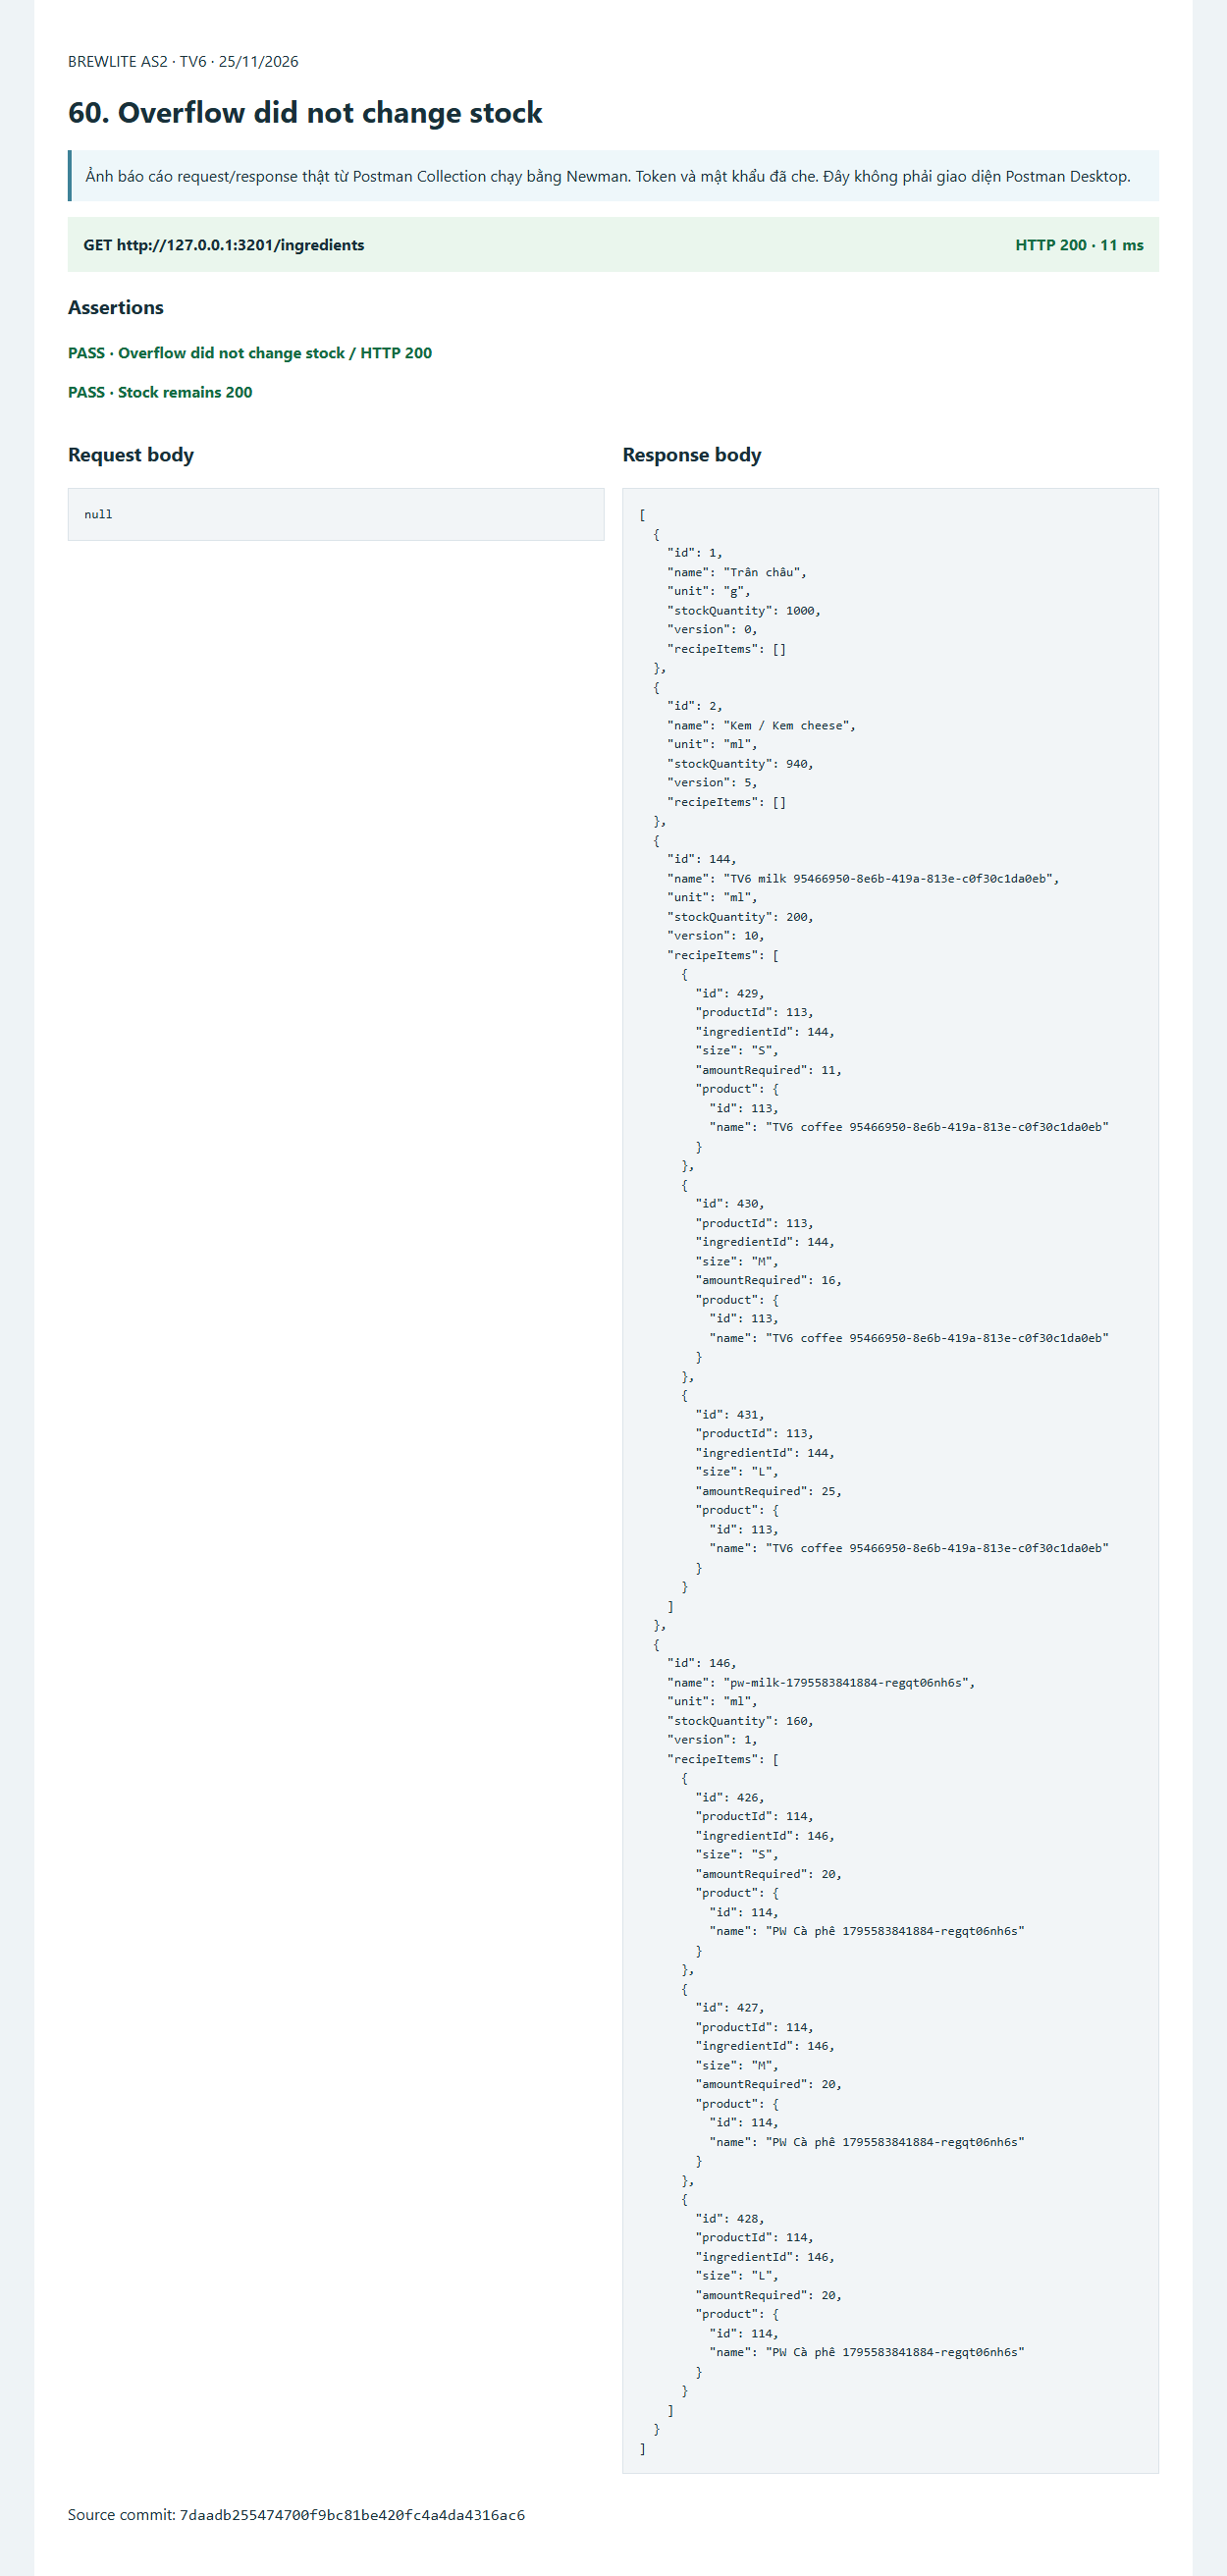 BREWLITE AS2 · TV6 · 25/11/2026
60. Overflow did not change stock
Ảnh báo cáo request/response thật từ Postman Collection chạy bằng Newman. Token và mật khẩu đã che. Đây không phải giao diện Postman Desktop.
GET http://127.0.0.1:3201/ingredients
HTTP 200 · 11 ms
Assertions
PASS · Overflow did not change stock / HTTP 200
PASS · Stock remains 200
Request body
null
Response body
[
  {
    "id": 1,
    "name": "Trân châu",
    "unit": "g",
    "stockQuantity": 1000,
    "version": 0,
    "recipeItems": []
  },
  {
    "id": 2,
    "name": "Kem / Kem cheese",
    "unit": "ml",
    "stockQuantity": 940,
    "version": 5,
    "recipeItems": []
  },
  {
    "id": 144,
    "name": "TV6 milk 95466950-8e6b-419a-813e-c0f30c1da0eb",
    "unit": "ml",
    "stockQuantity": 200,
    "version": 10,
    "recipeItems": [
      {
        "id": 429,
        "productId": 113,
        "ingredientId": 144,
        "size": "S",
        "amountRequired": 11,
        "product": {
          "id": 113,
          "name": "TV6 coffee 95466950-8e6b-419a-813e-c0f30c1da0eb"
        }
      },
      {
        "id": 430,
        "productId": 113,
        "ingredientId": 144,
        "size": "M",
        "amountRequired": 16,
        "product": {
          "id": 113,
          "name": "TV6 coffee 95466950-8e6b-419a-813e-c0f30c1da0eb"
        }
      },
      {
        "id": 431,
        "productId": 113,
        "ingredientId": 144,
        "size": "L",
        "amountRequired": 25,
        "product": {
          "id": 113,
          "name": "TV6 coffee 95466950-8e6b-419a-813e-c0f30c1da0eb"
        }
      }
    ]
  },
  {
    "id": 146,
    "name": "pw-milk-1795583841884-regqt06nh6s",
    "unit": "ml",
    "stockQuantity": 160,
    "version": 1,
    "recipeItems": [
      {
        "id": 426,
        "productId": 114,
        "ingredientId": 146,
        "size": "S",
        "amountRequired": 20,
        "product": {
          "id": 114,
          "name": "PW Cà phê 1795583841884-regqt06nh6s"
        }
      },
      {
        "id": 427,
        "productId": 114,
        "ingredientId": 146,
        "size": "M",
        "amountRequired": 20,
        "product": {
          "id": 114,
          "name": "PW Cà phê 1795583841884-regqt06nh6s"
        }
      },
      {
        "id": 428,
        "productId": 114,
        "ingredientId": 146,
        "size": "L",
        "amountRequired": 20,
        "product": {
          "id": 114,
          "name": "PW Cà phê 1795583841884-regqt06nh6s"
        }
      }
    ]
  }
]
Source commit: 7daadb255474700f9bc81be420fc4a4da4316ac6